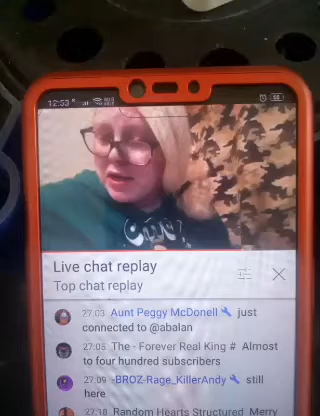 12:53
Live chat replay
Top chat replay
27:03 Aunt Peggy McDonell just
connected to @abalan
27:05 The - Forever Real King # Almost
to four hundred subscribers
27:09 -BROZ-Rage_KillerAndy still
here
27:18 Random Hearts Structured Merry